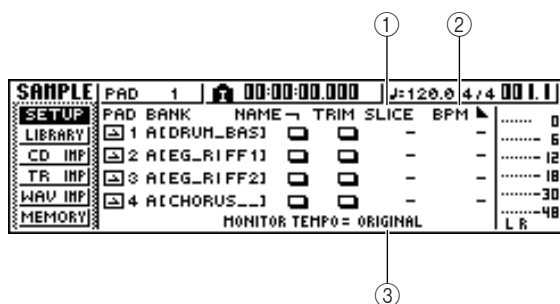 ① ②
SAMPLE PAD 1 00:00:00.000 ♩=120.0 4/4 001.1
SETUP PAD BANK NAME TRIM SLICE BPM 0
LIBRARY 1 A[DRUM_BAS] - - 6
CD IMP 2 A[EG_RIFF1] - - 12
TR IMP 3 A[EG_RIFF2] - - 18
WAV IMP 4 A[CHORUS__] - - 30
MEMORY MONITOR TEMPO= ORIGINAL 48
L R
③